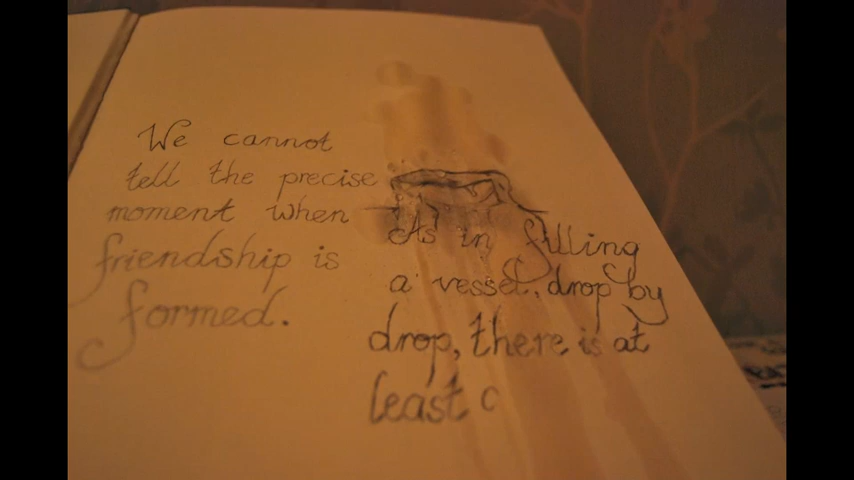 We cannot
tell the precise
moment when
friendship is
formed.
As in filling
a vessel, drop by
drop, there is at
least